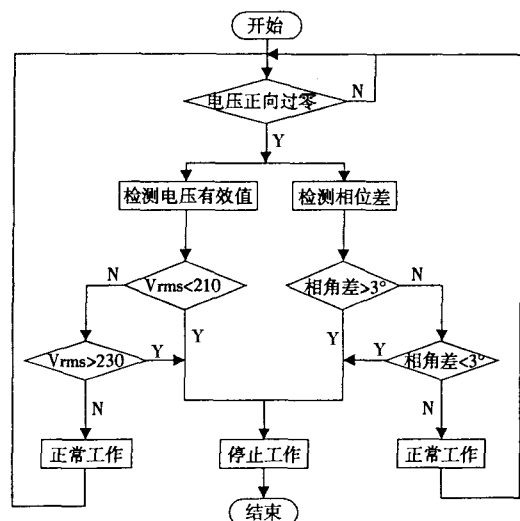 开始
电压正向过零
N
Y
检测电压有效值
检测相位差
N
Vrms<210
相角差>3°
N
Y
Y
Vrms>230
Y
Y
相角差<3°
N
N
正常工作
停止工作
正常工作
结束